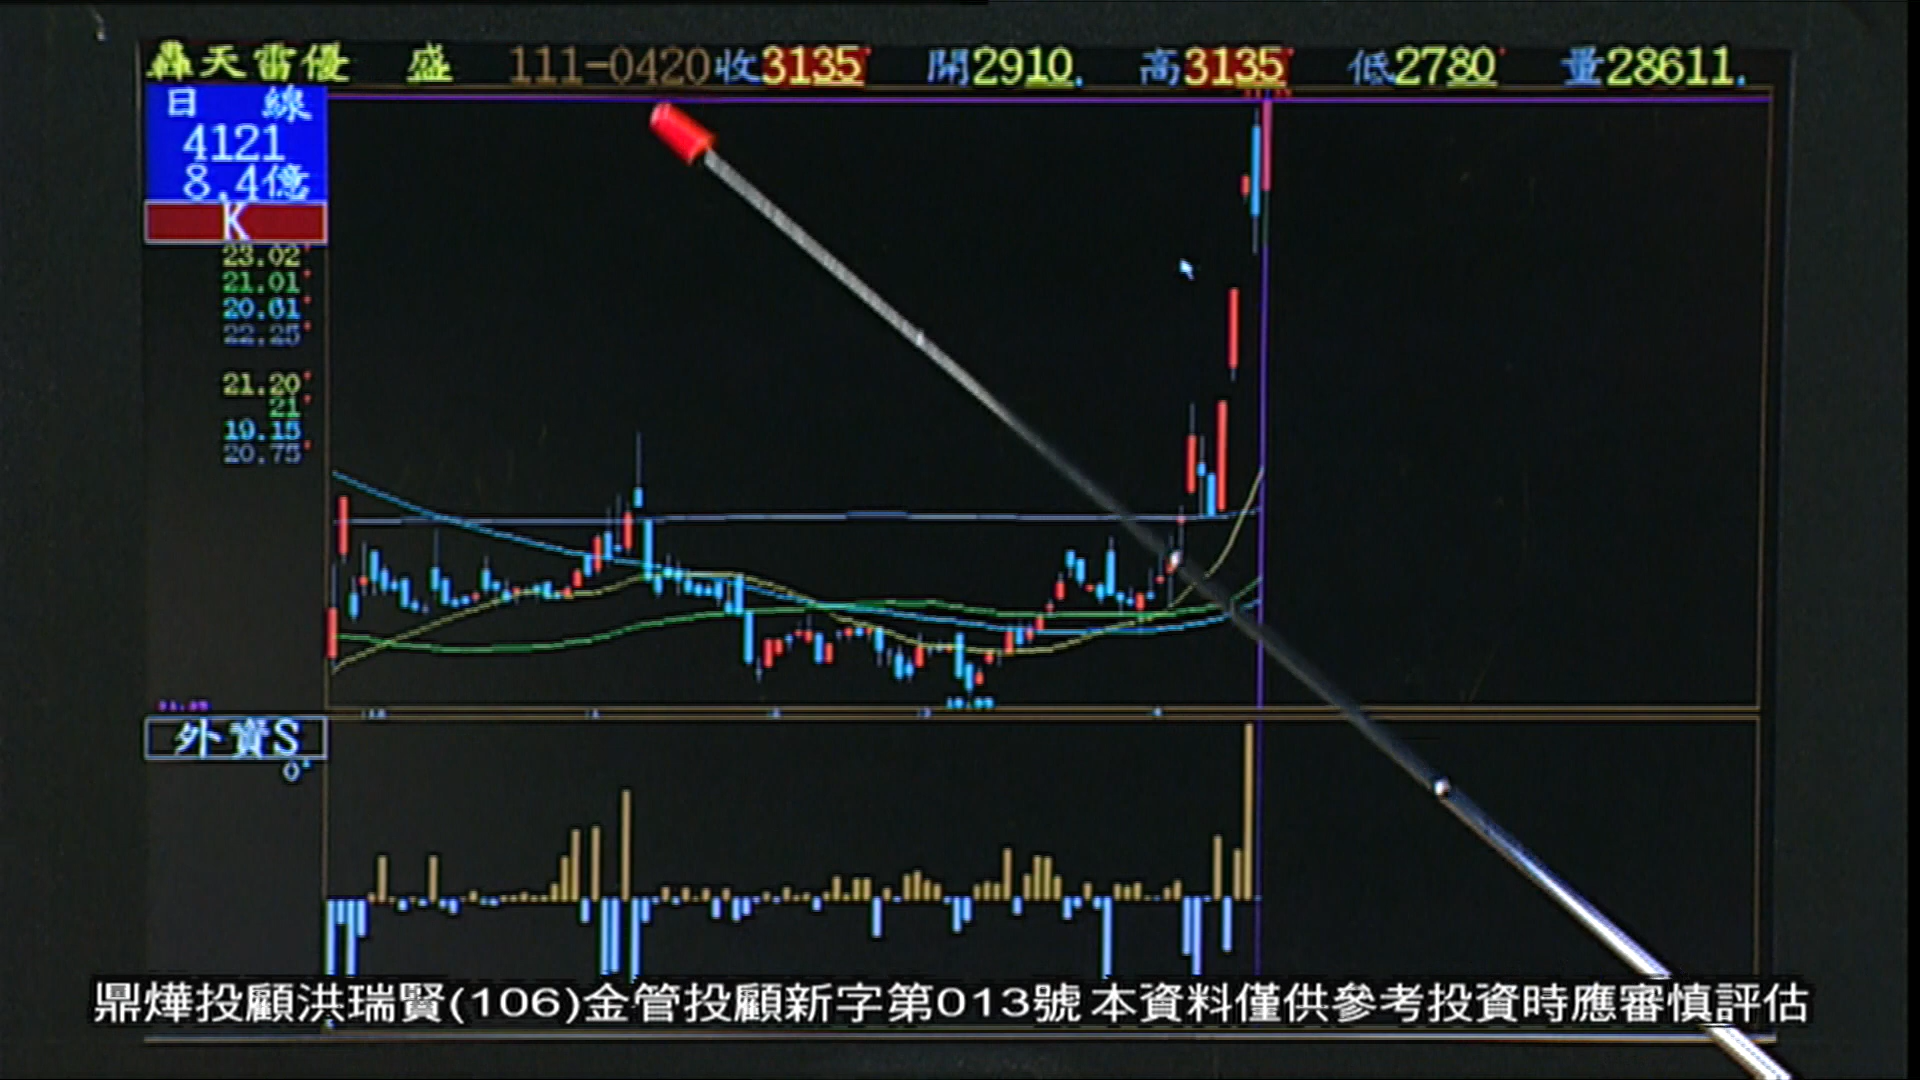 轟天雷優 盛 111-0420收3135 開2910. 高3135 低2780 量28611.
日 線
4121
8.4億
K
23.02
21.01
20.61
22.25
21.20
21
19.15
20.75
外資S
0
鼎燁投顧洪瑞賢(106)金管投顧新字第013號 本資料僅供參考投資時應審慎評估